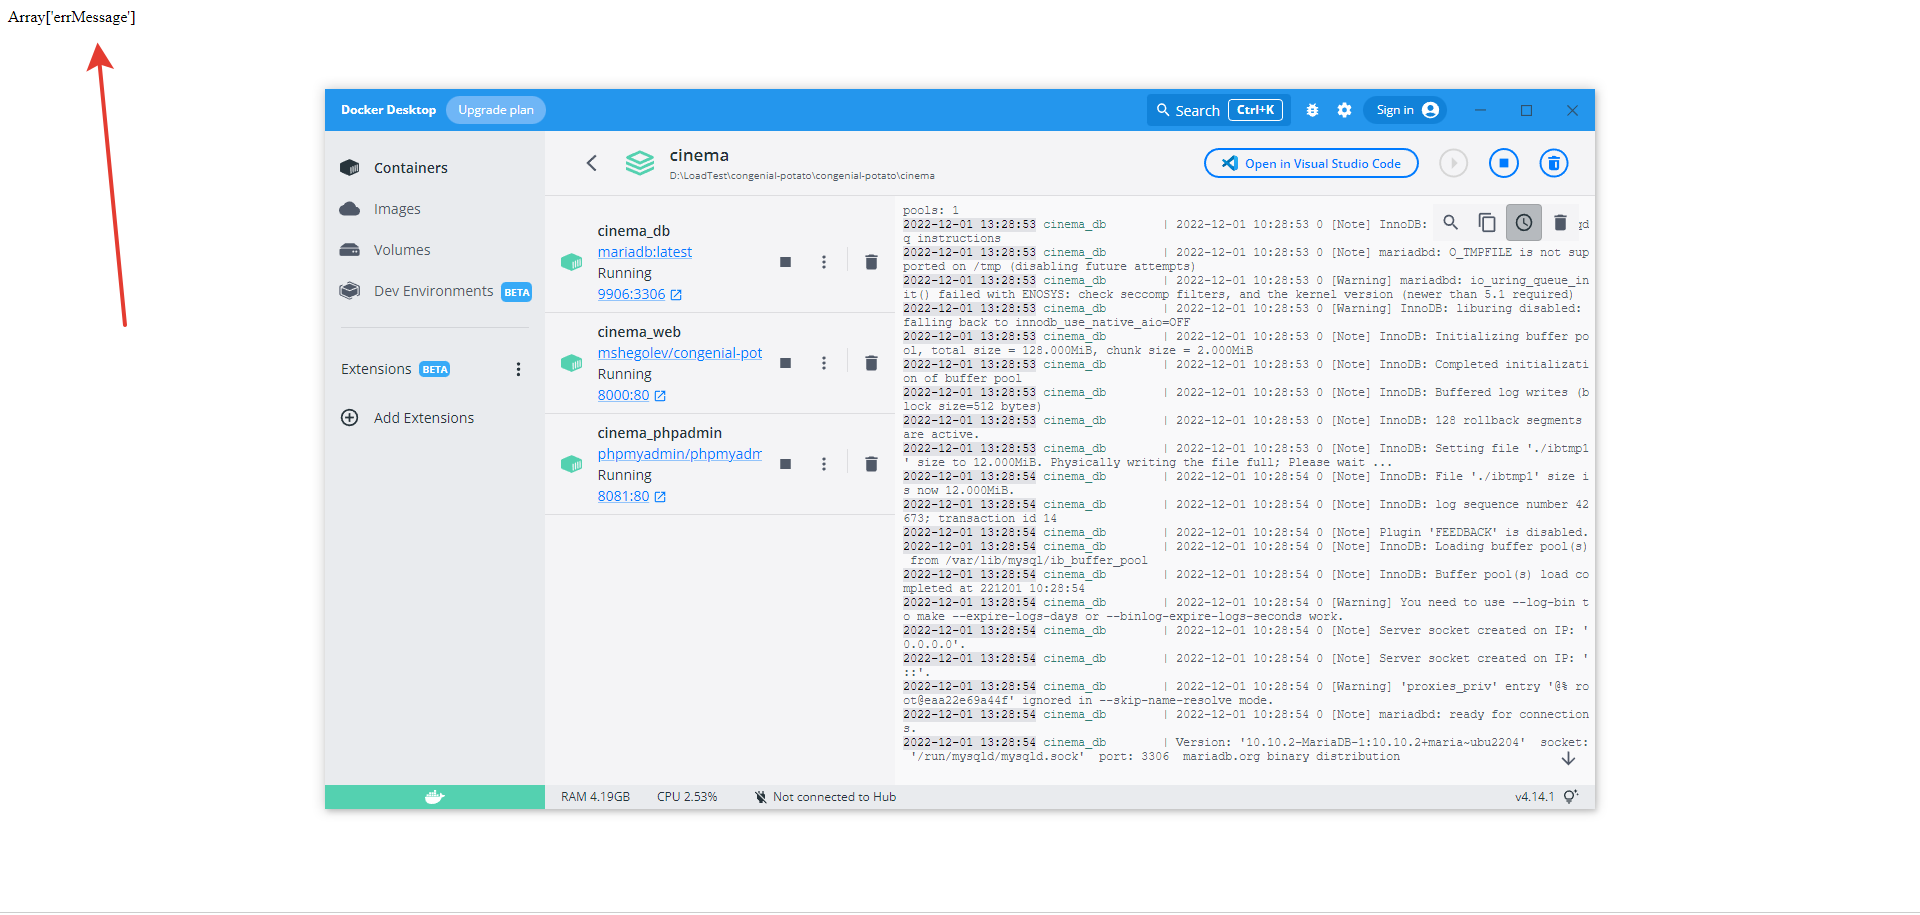 Array['errMessage']
Docker Desktop
Upgrade plan
Search
Ctrl+K
Sign in
Containers
Images
Volumes
Dev Environments
BETA
Extensions
BETA
Add Extensions
cinema
D:\LoadTest\congenial-potato\congenial-potato\cinema
Open in Visual Studio Code
cinema_db
mariadb:latest
Running
9906:3306
cinema_web
mshegolev/congenial-pot
Running
8000:80
cinema_phpadmin
phpmyadmin/phpmyadm
Running
8081:80
pools: 1
2022-12-01 13:28:53 cinema_db | 2022-12-01 10:28:53 0 [Note] InnoDB:
q instructions
2022-12-01 13:28:53 cinema_db | 2022-12-01 10:28:53 0 [Note] mariadbd: O_TMPFILE is not sup
ported on /tmp (disabling future attempts)
2022-12-01 13:28:53 cinema_db | 2022-12-01 10:28:53 0 [Warning] mariadbd: io_uring_queue_in
it() failed with ENOSYS: check seccomp filters, and the kernel version (newer than 5.1 required)
2022-12-01 13:28:53 cinema_db | 2022-12-01 10:28:53 0 [Warning] InnoDB: liburing disabled:
falling back to innodb_use_native_aio=OFF
2022-12-01 13:28:53 cinema_db | 2022-12-01 10:28:53 0 [Note] InnoDB: Initializing buffer po
ol, total size = 128.000MiB, chunk size = 2.000MiB
2022-12-01 13:28:53 cinema_db | 2022-12-01 10:28:53 0 [Note] InnoDB: Completed initializati
on of buffer pool
2022-12-01 13:28:53 cinema_db | 2022-12-01 10:28:53 0 [Note] InnoDB: Buffered log writes (b
lock size=512 bytes)
2022-12-01 13:28:53 cinema_db | 2022-12-01 10:28:53 0 [Note] InnoDB: 128 rollback segments
are active.
2022-12-01 13:28:53 cinema_db | 2022-12-01 10:28:53 0 [Note] InnoDB: Setting file './ibtmp1
' size to 12.000MiB. Physically writing the file full; Please wait ...
2022-12-01 13:28:54 cinema_db | 2022-12-01 10:28:54 0 [Note] InnoDB: File './ibtmp1' size i
s now 12.000MiB.
2022-12-01 13:28:54 cinema_db | 2022-12-01 10:28:54 0 [Note] InnoDB: log sequence number 42
673; transaction id 14
2022-12-01 13:28:54 cinema_db | 2022-12-01 10:28:54 0 [Note] Plugin 'FEEDBACK' is disabled.
2022-12-01 13:28:54 cinema_db | 2022-12-01 10:28:54 0 [Note] InnoDB: Loading buffer pool(s)
from /var/lib/mysql/ib_buffer_pool
2022-12-01 13:28:54 cinema_db | 2022-12-01 10:28:54 0 [Note] InnoDB: Buffer pool(s) load co
mpleted at 221201 10:28:54
2022-12-01 13:28:54 cinema_db | 2022-12-01 10:28:54 0 [Warning] You need to use --log-bin t
o make --expire-logs-days or --binlog-expire-logs-seconds work.
2022-12-01 13:28:54 cinema_db | 2022-12-01 10:28:54 0 [Note] Server socket created on IP: '
0.0.0.0'.
2022-12-01 13:28:54 cinema_db | 2022-12-01 10:28:54 0 [Note] Server socket created on IP: '
::'.
2022-12-01 13:28:54 cinema_db | 2022-12-01 10:28:54 0 [Warning] 'proxies_priv' entry '@% ro
ot@eaa22e69a44f' ignored in --skip-name-resolve mode.
2022-12-01 13:28:54 cinema_db | 2022-12-01 10:28:54 0 [Note] mariadbd: ready for connection
s.
2022-12-01 13:28:54 cinema_db | Version: '10.10.2-MariaDB-1:10.10.2+maria~ubu2204' socket:
'/run/mysqld/mysqld.sock' port: 3306 mariadb.org binary distribution
RAM 4.19GB
CPU 2.53%
Not connected to Hub
v4.14.1